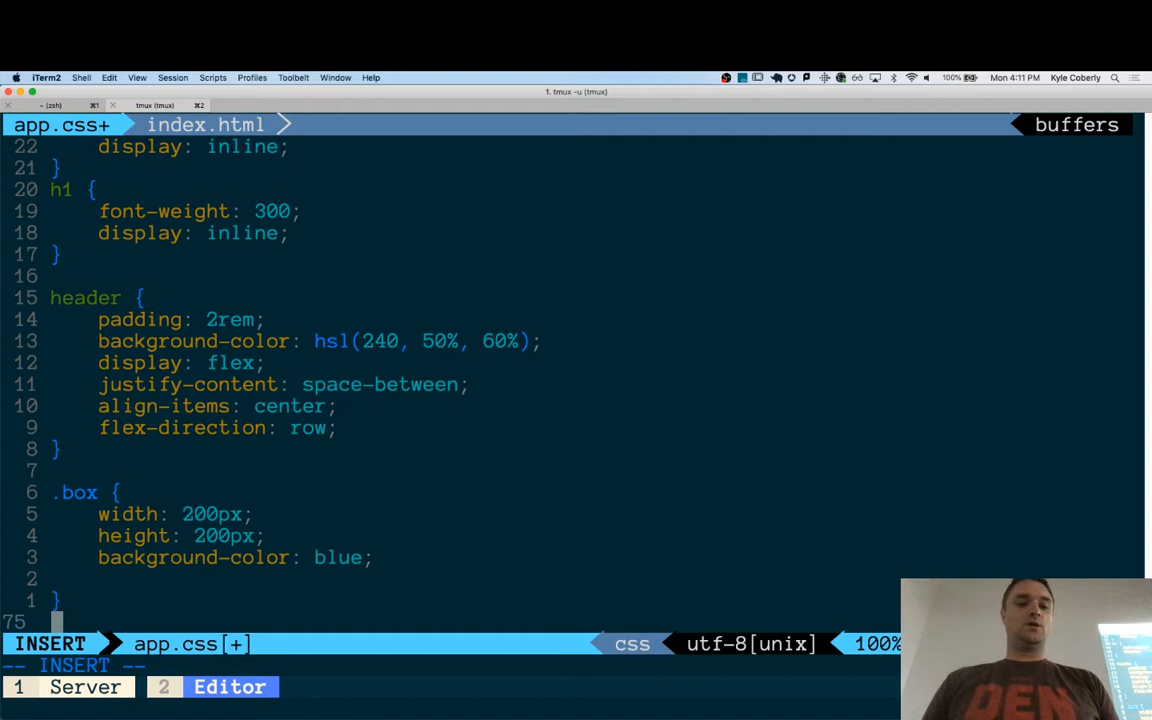 iTerm2 Shell Edit View Session Scripts Profiles Toolbelt Window Help 100% Mon 4:11 PM Kyle Coberly
1. tmux -u (tmux)
~ (zsh) ⌘1 tmux (tmux) ⌘2
app.css+ index.html buffers
22 display: inline;
21 }
20 h1 {
19 font-weight: 300;
18 display: inline;
17 }
16
15 header {
14 padding: 2rem;
13 background-color: hsl(240, 50%, 60%);
12 display: flex;
11 justify-content: space-between;
10 align-items: center;
9 flex-direction: row;
8 }
7
6 .box {
5 width: 200px;
4 height: 200px;
3 background-color: blue;
2
1 }
75
INSERT app.css[+] css utf-8[unix] 100%
-- INSERT --
1 Server 2 Editor
DEN